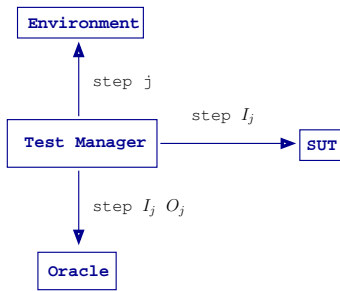 Environment
step j
step I_j
Test Manager
SUT
step I_j O_j
Oracle